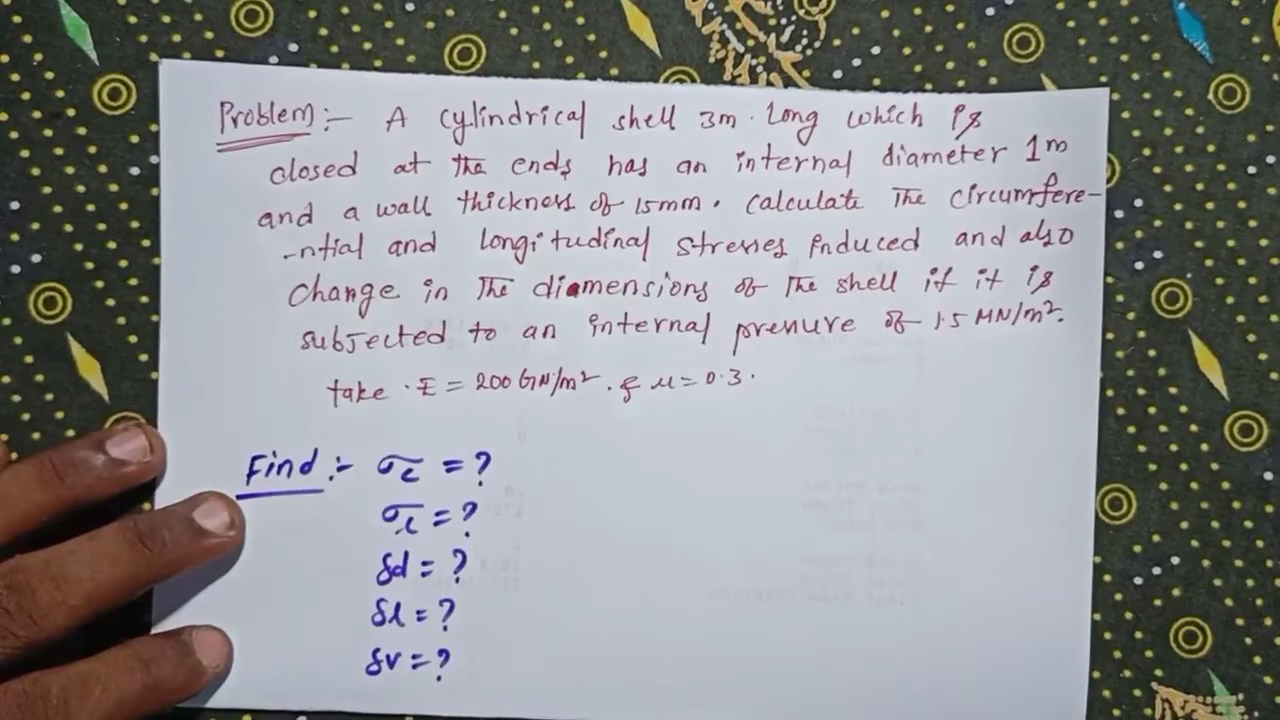 Problem:- A cylindrical shell 3m. long which is
closed at the ends has an internal diameter 1m
and a wall thickness of 15mm. calculate The circumfere-
-ntial and longitudinal stresses induced and also
change in The diamensions of The shell if it is
subjected to an internal pressure of 1.5 MN/m².
take. E = 200 GN/m². & μ = 0.3.
Find:- σc = ?
σl = ?
δd = ?
δl = ?
δv = ?